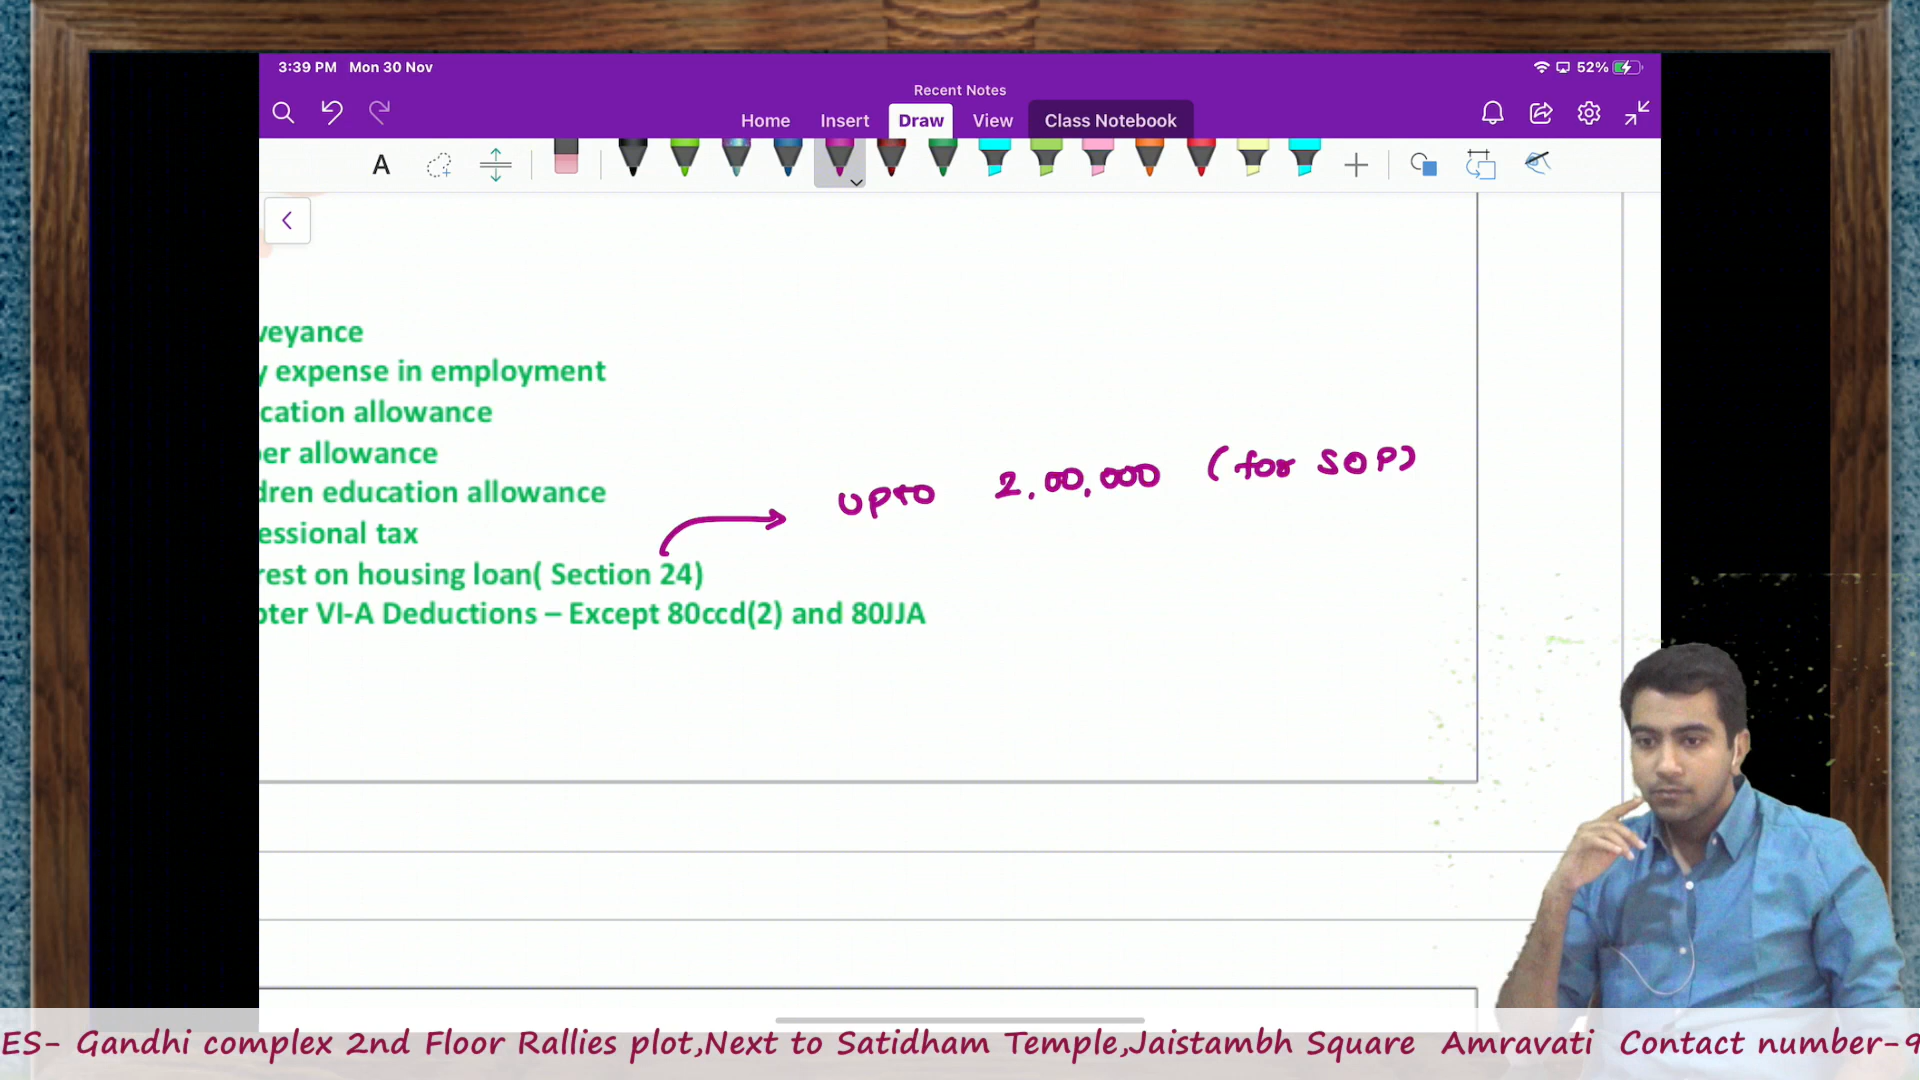 3:39 PM Mon 30 Nov
52%
Recent Notes
Home Insert Draw View Class Notebook
A
veyance
y expense in employment
cation allowance
per allowance
dren education allowance
essional tax
rest on housing loan( Section 24)
pter VI-A Deductions – Except 80ccd(2) and 80JJA
upto 2,00,000 (for SOP)
ES- Gandhi complex 2nd Floor Rallies plot,Next to Satidham Temple,Jaistambh Square Amravati Contact number-9